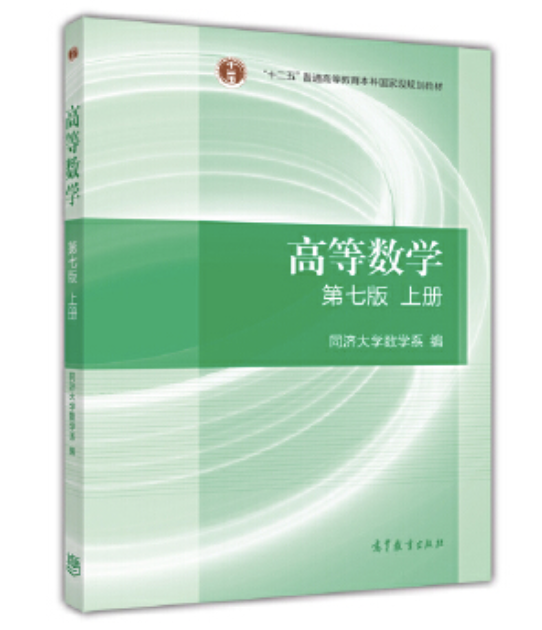 "十二五"普通高等教育本科国家级规划教材
高等数学
第七版 上册
同济大学数学系 编
高等教育出版社
高等数学
第七版 上册
同济大学数学系 编